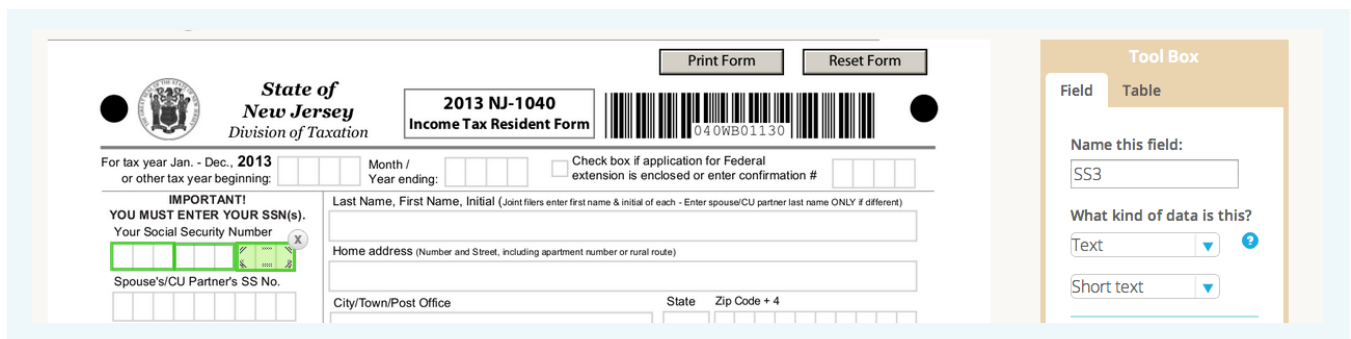 Print Form
Reset Form
Tool Box
State of
New Jersey
Division of Taxation
2013 NJ-1040
Income Tax Resident Form
040WB01130
Field
Table
For tax year Jan. - Dec., 2013
or other tax year beginning:
Month /
Year ending:
Check box if application for Federal
extension is enclosed or enter confirmation #
Name this field:
SS3
IMPORTANT!
YOU MUST ENTER YOUR SSN(s).
Your Social Security Number
X
Last Name, First Name, Initial (Joint filers enter first name & initial of each - Enter spouse/CU partner last name ONLY if different)
What kind of data is this?
Text
?
Home address (Number and Street, including apartment number or rural route)
Spouse's/CU Partner's SS No.
Short text
City/Town/Post Office
State
Zip Code + 4